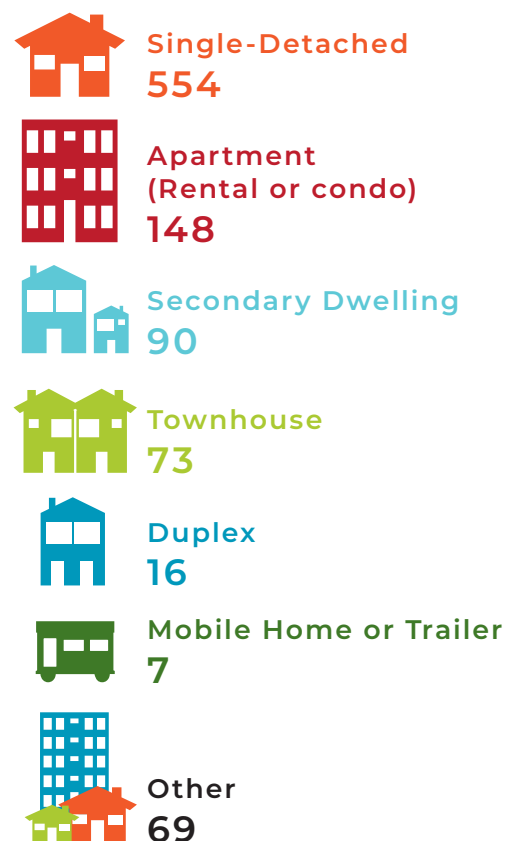 Single-Detached
554
Apartment
(Rental or condo)
148
Secondary Dwelling
90
Townhouse
73
Duplex
16
Mobile Home or Trailer
7
Other
69